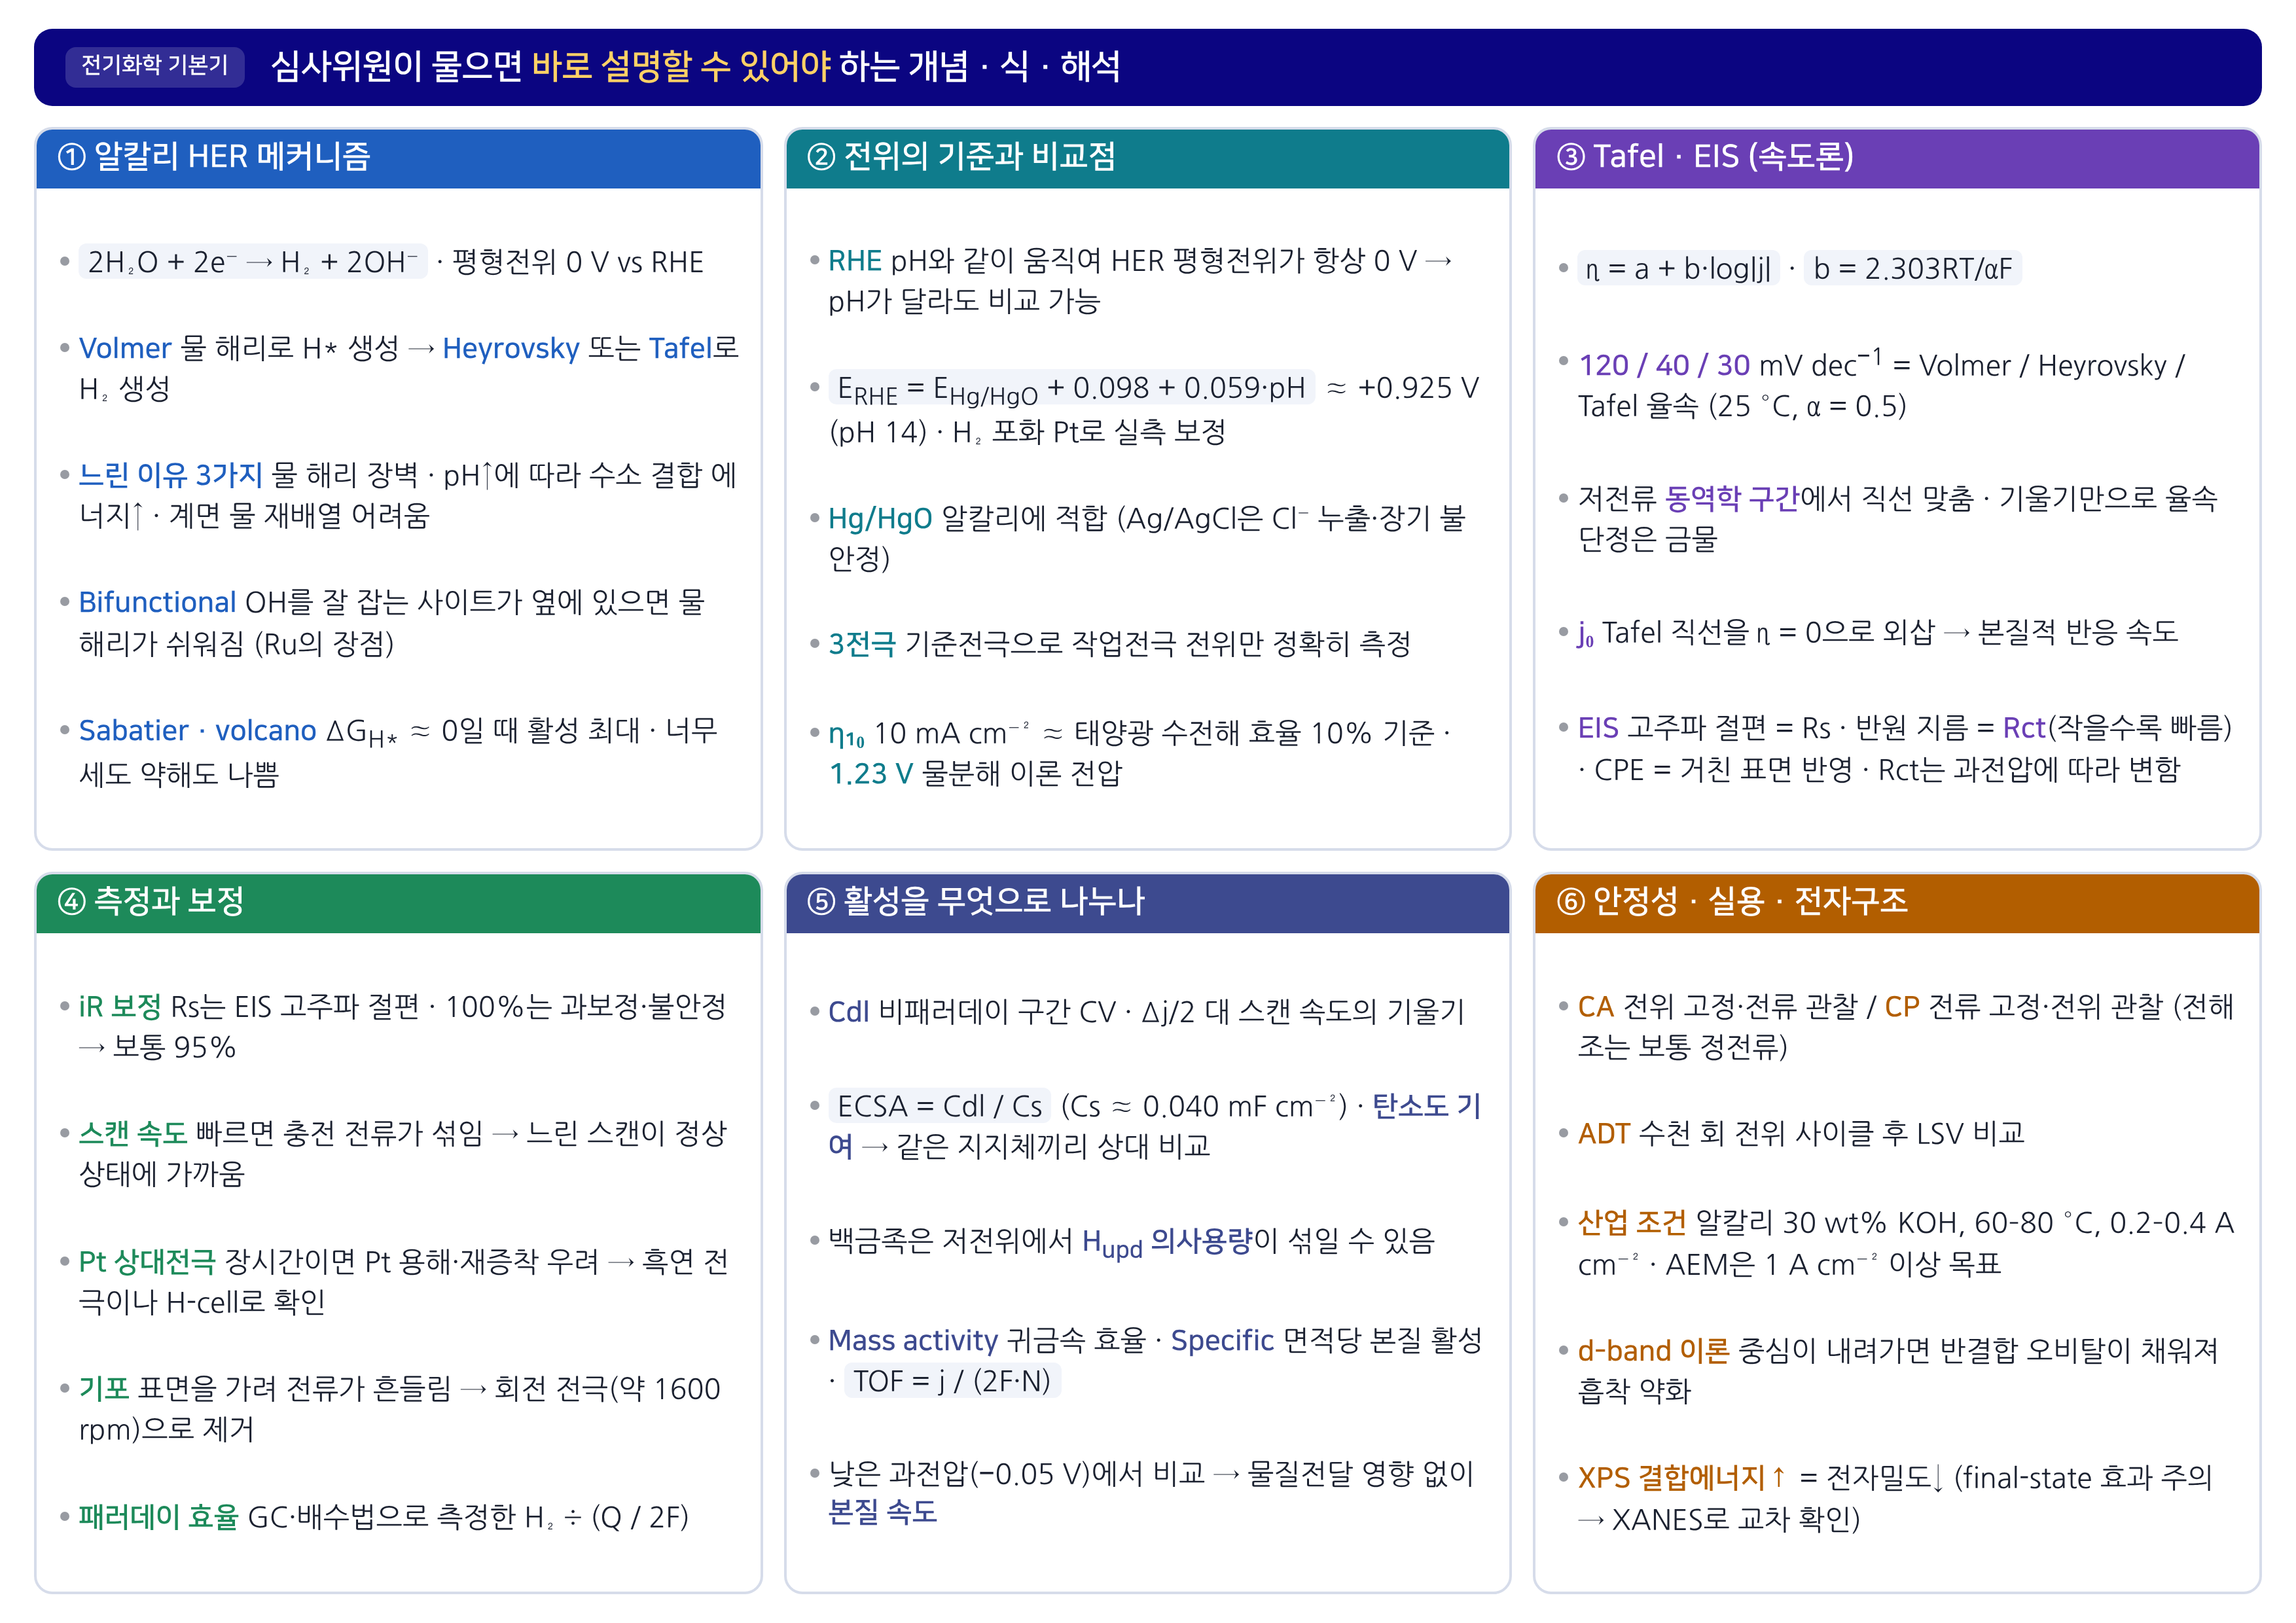 전기화학 기본기 심사위원이 물으면 바로 설명할 수 있어야 하는 개념 · 식 · 해석
① 알칼리 HER 메커니즘
• 2H₂O + 2e⁻ → H₂ + 2OH⁻ · 평형전위 0 V vs RHE
• Volmer 물 해리로 H* 생성 → Heyrovsky 또는 Tafel로
H₂ 생성
• 느린 이유 3가지 물 해리 장벽 · pH↑에 따라 수소 결합 에
너지↑ · 계면 물 재배열 어려움
• Bifunctional OH를 잘 잡는 사이트가 옆에 있으면 물
해리가 쉬워짐 (Ru의 장점)
• Sabatier · volcano ΔG_H* ≈ 0일 때 활성 최대 · 너무
세도 약해도 나쁨
② 전위의 기준과 비교점
• RHE pH와 같이 움직여 HER 평형전위가 항상 0 V →
pH가 달라도 비교 가능
• E_RHE = E_Hg/HgO + 0.098 + 0.059·pH ≈ +0.925 V
(pH 14) · H₂ 포화 Pt로 실측 보정
• Hg/HgO 알칼리에 적합 (Ag/AgCl은 Cl⁻ 누출·장기 불
안정)
• 3전극 기준전극으로 작업전극 전위만 정확히 측정
• η₁₀ 10 mA cm⁻² ≈ 태양광 수전해 효율 10% 기준 ·
1.23 V 물분해 이론 전압
③ Tafel · EIS (속도론)
• η = a + b·log|j| · b = 2.303RT/αF
• 120 / 40 / 30 mV dec⁻¹ = Volmer / Heyrovsky /
Tafel 율속 (25 °C, α = 0.5)
• 저전류 동역학 구간에서 직선 맞춤 · 기울기만으로 율속
단정은 금물
• j₀ Tafel 직선을 η = 0으로 외삽 → 본질적 반응 속도
• EIS 고주파 절편 = Rs · 반원 지름 = Rct(작을수록 빠름)
· CPE = 거친 표면 반영 · Rct는 과전압에 따라 변함
④ 측정과 보정
• iR 보정 Rs는 EIS 고주파 절편 · 100%는 과보정·불안정
→ 보통 95%
• 스캔 속도 빠르면 충전 전류가 섞임 → 느린 스캔이 정상
상태에 가까움
• Pt 상대전극 장시간이면 Pt 용해·재증착 우려 → 흑연 전
극이나 H-cell로 확인
• 기포 표면을 가려 전류가 흔들림 → 회전 전극(약 1600
rpm)으로 제거
• 패러데이 효율 GC·배수법으로 측정한 H₂ ÷ (Q / 2F)
⑤ 활성을 무엇으로 나누나
• Cdl 비패러데이 구간 CV · Δj/2 대 스캔 속도의 기울기
• ECSA = Cdl / Cs (Cs ≈ 0.040 mF cm⁻²) · 탄소도 기
여 → 같은 지지체끼리 상대 비교
• 백금족은 저전위에서 H_upd 의사용량이 섞일 수 있음
• Mass activity 귀금속 효율 · Specific 면적당 본질 활성
· TOF = j / (2F·N)
• 낮은 과전압(−0.05 V)에서 비교 → 물질전달 영향 없이
본질 속도
⑥ 안정성 · 실용 · 전자구조
• CA 전위 고정·전류 관찰 / CP 전류 고정·전위 관찰 (전해
조는 보통 정전류)
• ADT 수천 회 전위 사이클 후 LSV 비교
• 산업 조건 알칼리 30 wt% KOH, 60-80 °C, 0.2-0.4 A
cm⁻² · AEM은 1 A cm⁻² 이상 목표
• d-band 이론 중심이 내려가면 반결합 오비탈이 채워져
흡착 약화
• XPS 결합에너지↑ = 전자밀도↓ (final-state 효과 주의
→ XANES로 교차 확인)